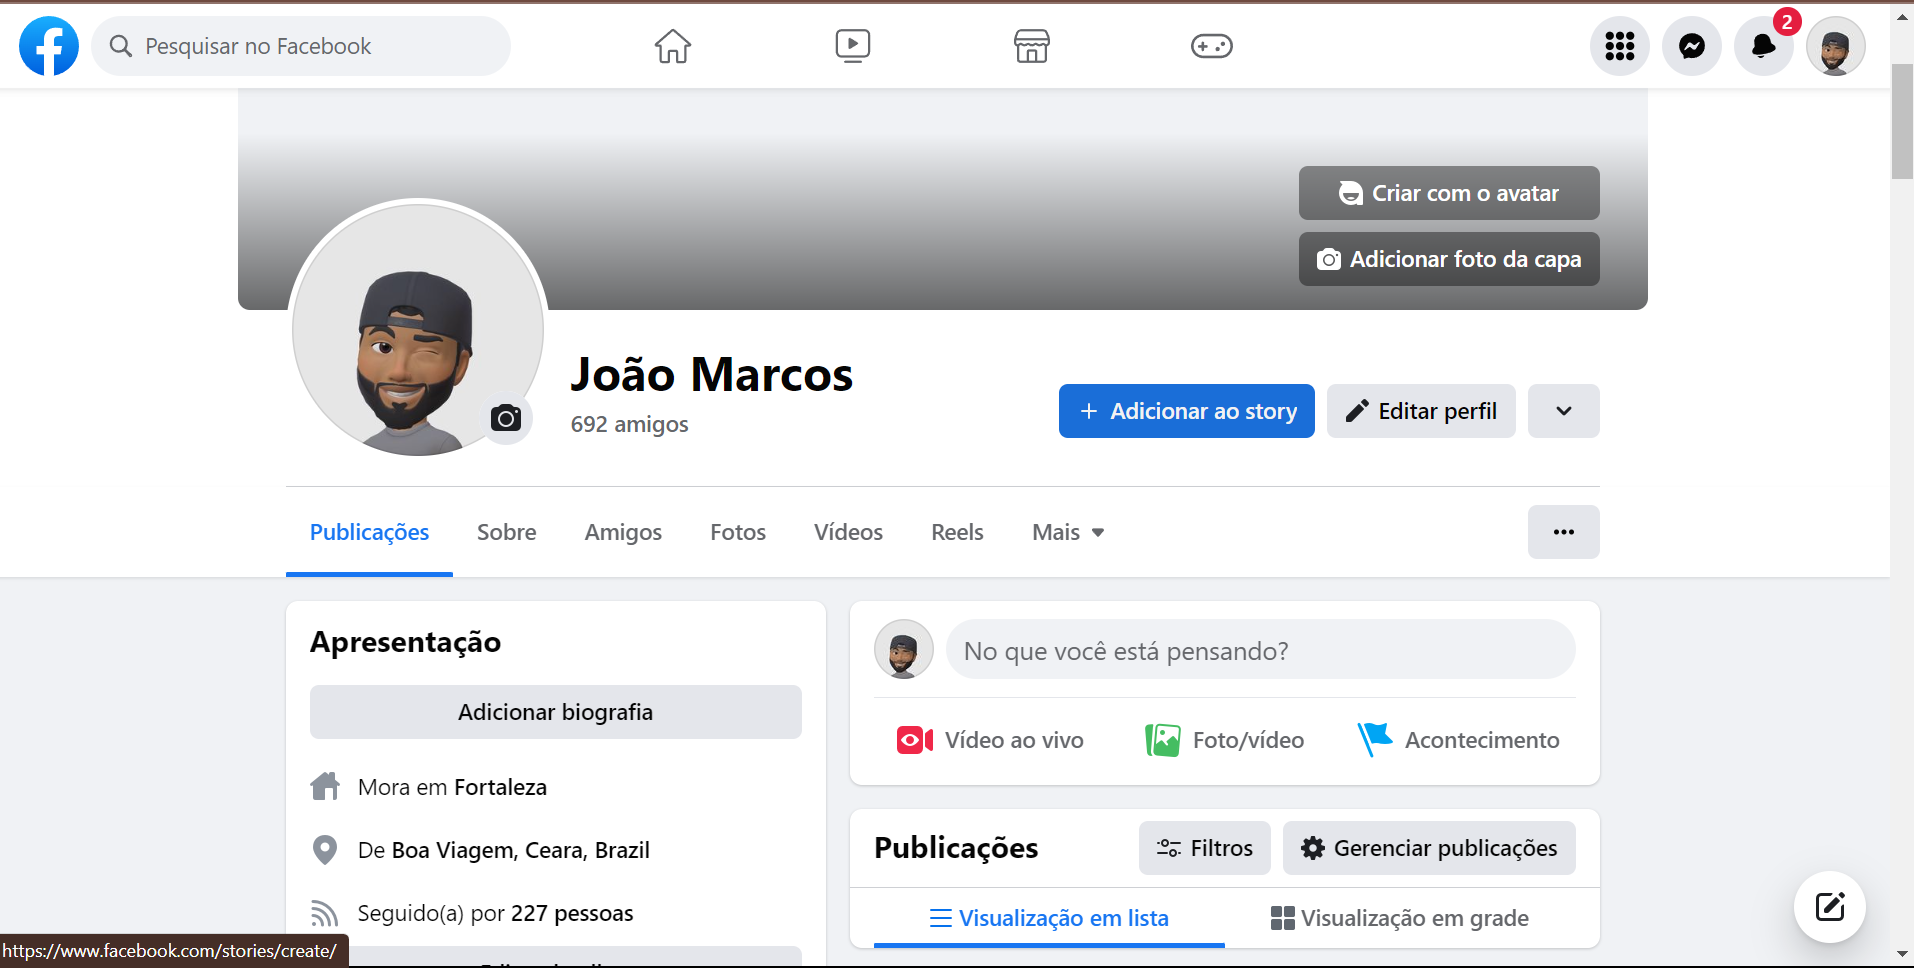 Pesquisar no Facebook
2
Criar com o avatar
Adicionar foto da capa
João Marcos
692 amigos
+ Adicionar ao story
Editar perfil
Publicações
Sobre
Amigos
Fotos
Vídeos
Reels
Mais
Apresentação
Adicionar biografia
Mora em Fortaleza
De Boa Viagem, Ceara, Brazil
Seguido(a) por 227 pessoas
No que você está pensando?
Vídeo ao vivo
Foto/vídeo
Acontecimento
Publicações
Filtros
Gerenciar publicações
Visualização em lista
Visualização em grade
https://www.facebook.com/stories/create/